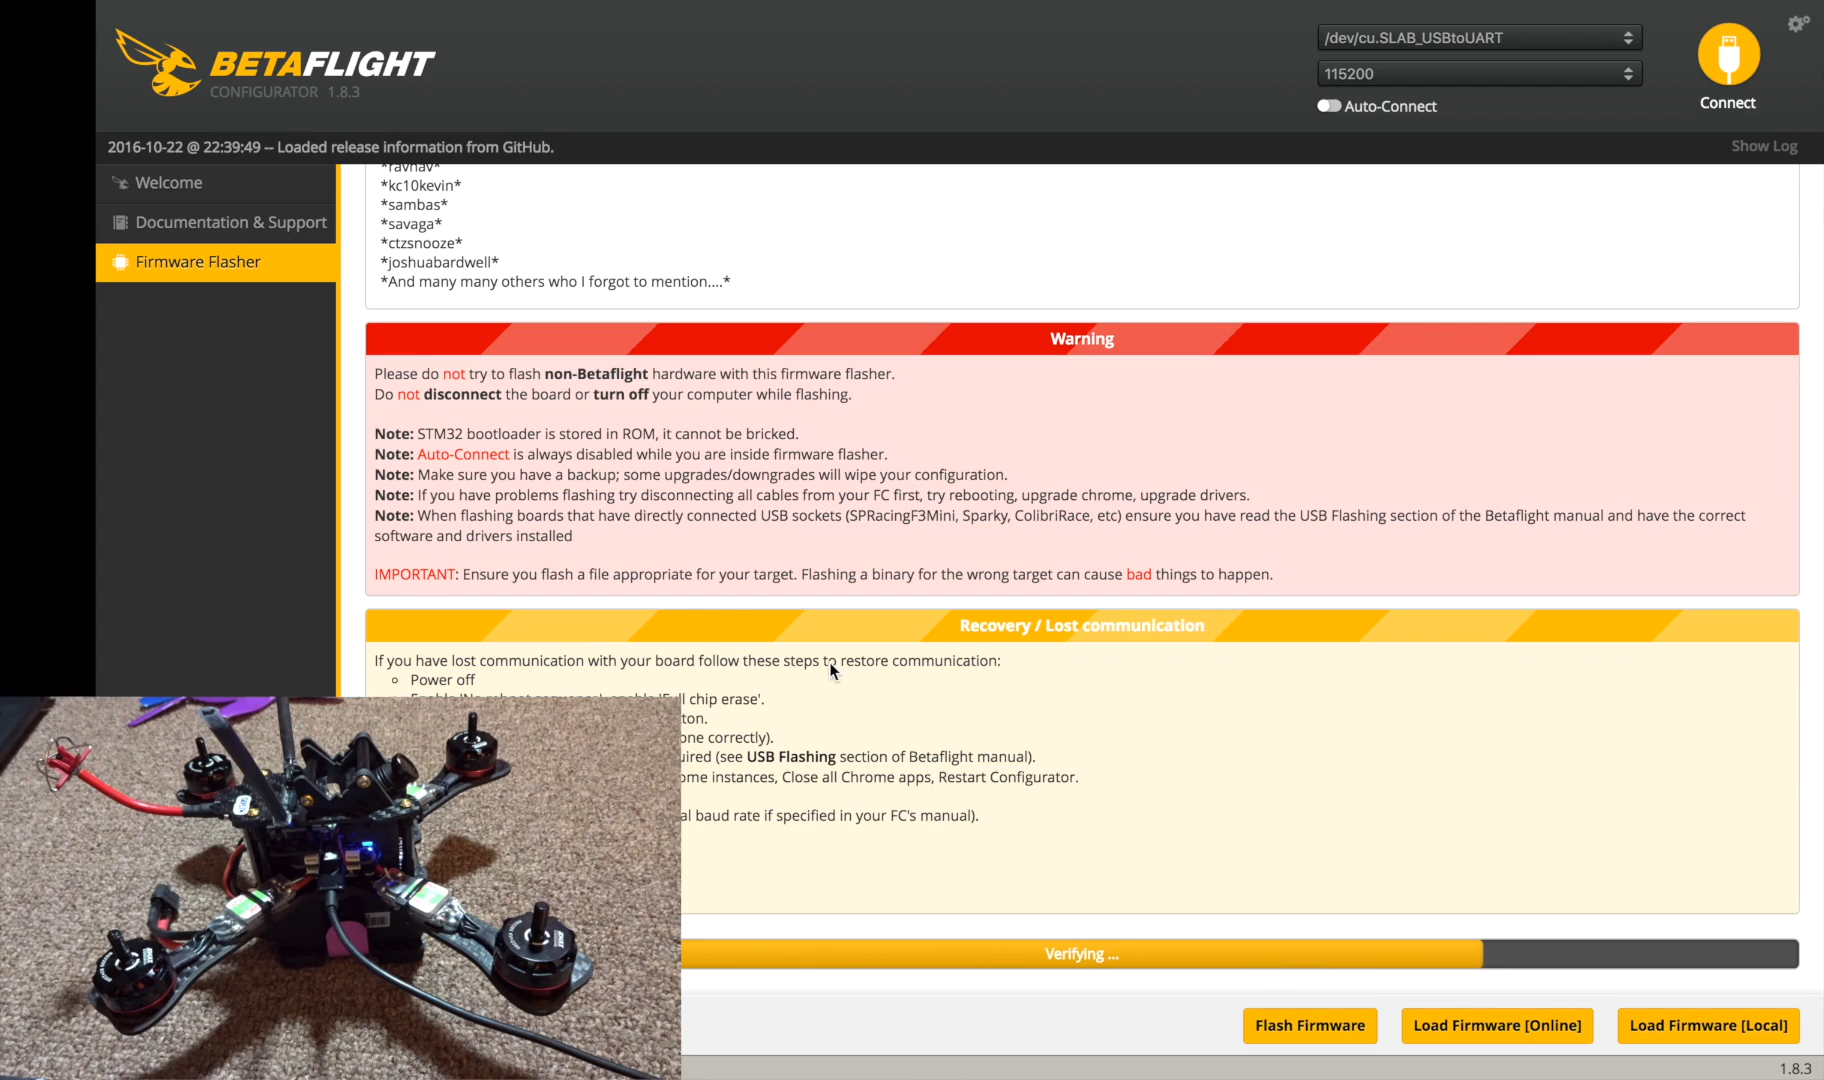 BETAFLIGHT
CONFIGURATOR 1.8.3
/dev/cu.SLAB_USBtoUART
115200
Auto-Connect
Connect
2016-10-22 @ 22:39:49 -- Loaded release information from GitHub.
Show Log
Welcome
Documentation & Support
Firmware Flasher
*ravnav*
*kc10kevin*
*sambas*
*savaga*
*ctzsnooze*
*joshuabardwell*
*And many many others who I forgot to mention....*
Warning
Please do not try to flash non-Betaflight hardware with this firmware flasher.
Do not disconnect the board or turn off your computer while flashing.
Note: STM32 bootloader is stored in ROM, it cannot be bricked.
Note: Auto-Connect is always disabled while you are inside firmware flasher.
Note: Make sure you have a backup; some upgrades/downgrades will wipe your configuration.
Note: If you have problems flashing try disconnecting all cables from your FC first, try rebooting, upgrade chrome, upgrade drivers.
Note: When flashing boards that have directly connected USB sockets (SPRacingF3Mini, Sparky, ColibriRace, etc) ensure you have read the USB Flashing section of the Betaflight manual and have the correct
software and drivers installed
IMPORTANT: Ensure you flash a file appropriate for your target. Flashing a binary for the wrong target can cause bad things to happen.
Recovery / Lost communication
If you have lost communication with your board follow these steps to restore communication:
Power off
chip erase'.
ton.
one correctly).
uired (see USB Flashing section of Betaflight manual).
ome instances, Close all Chrome apps, Restart Configurator.
al baud rate if specified in your FC's manual).
Verifying ...
Flash Firmware
Load Firmware [Online]
Load Firmware [Local]
1.8.3